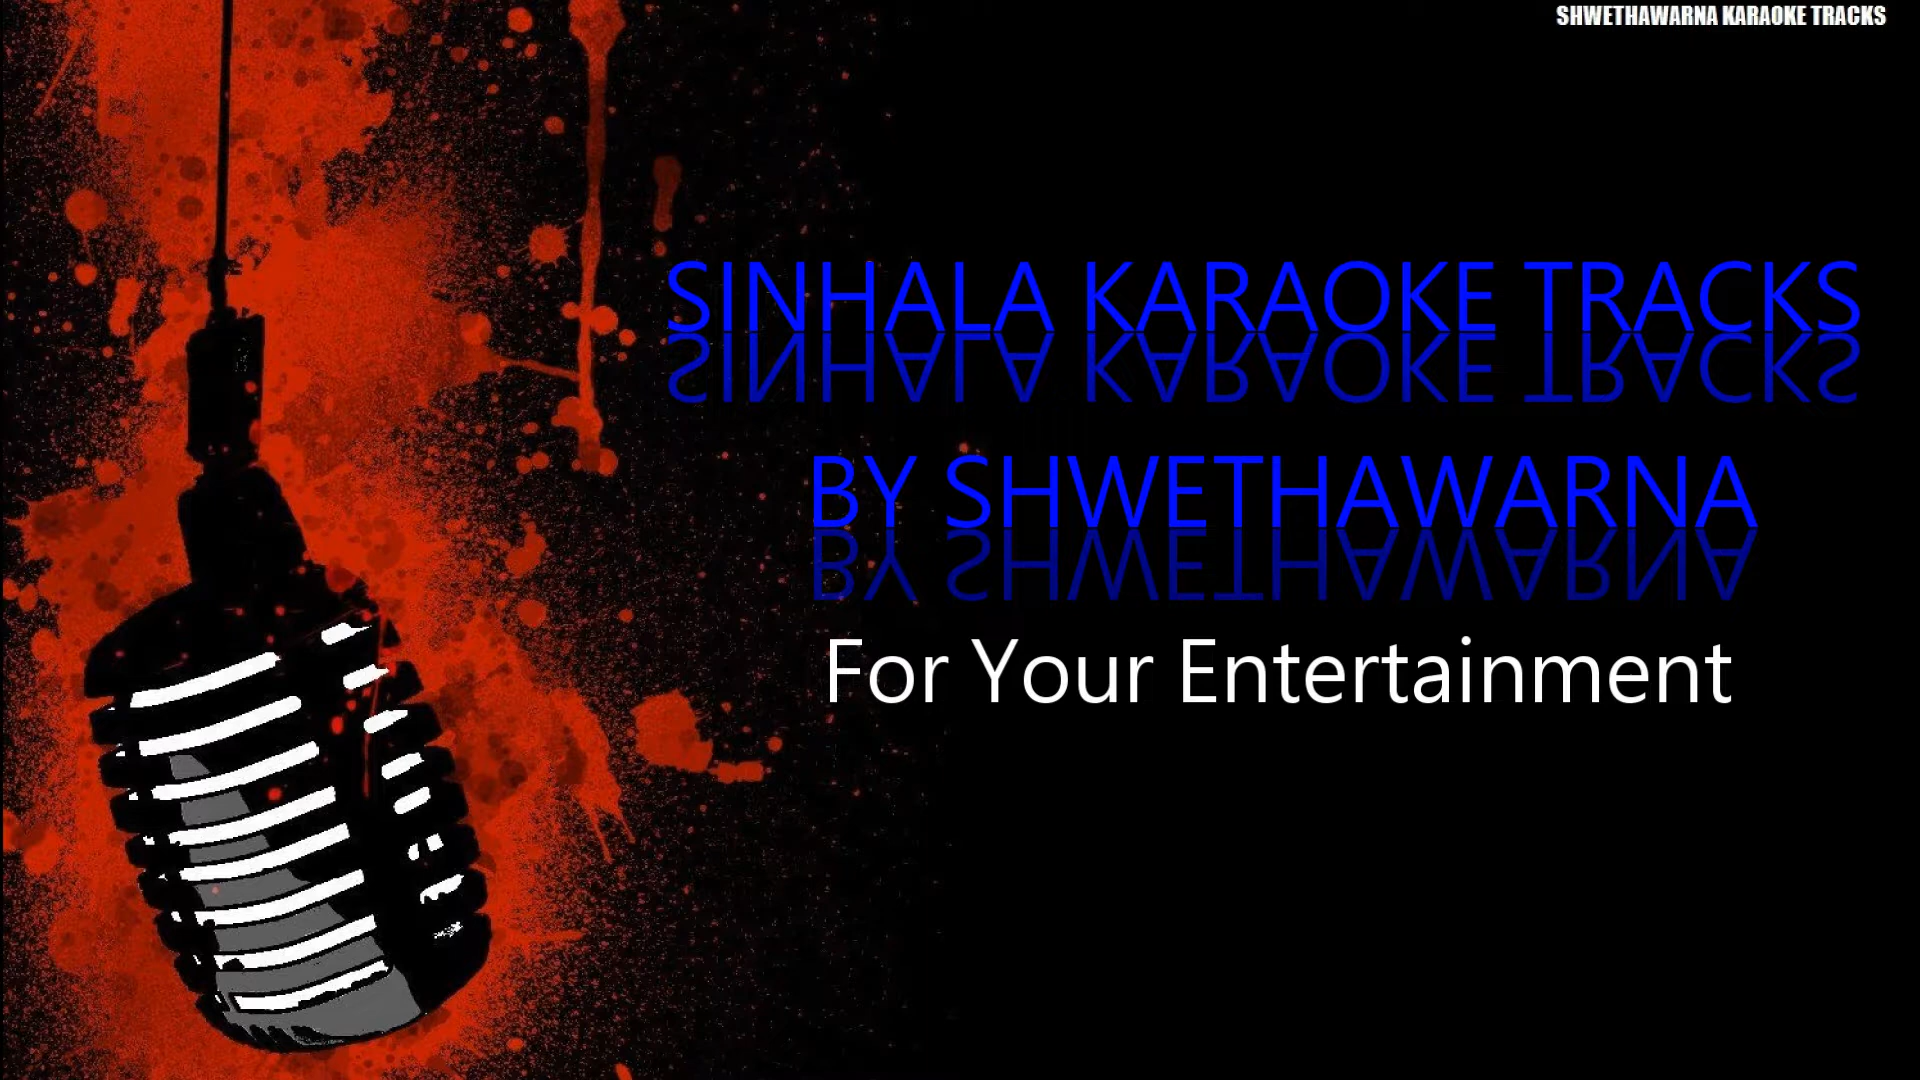 SHWETHAWARNA KARAOKE TRACKS
SINHALA KARAOKE TRACKS
BY SHWETHAWARNA
For Your Entertainment